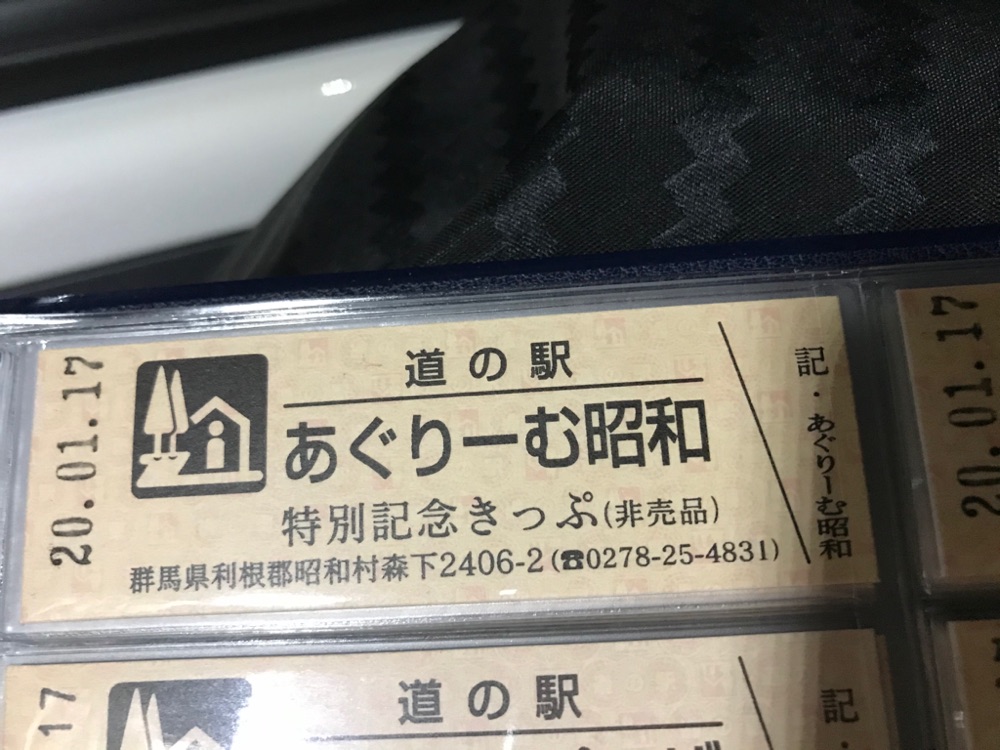 20.01.17
道の駅
あぐりーむ昭和
特別記念きっぷ(非売品)
群馬県利根郡昭和村森下2406-2(☎0278-25-4831)
記・あぐりーむ昭和
20.01.17
17
道の駅
記・